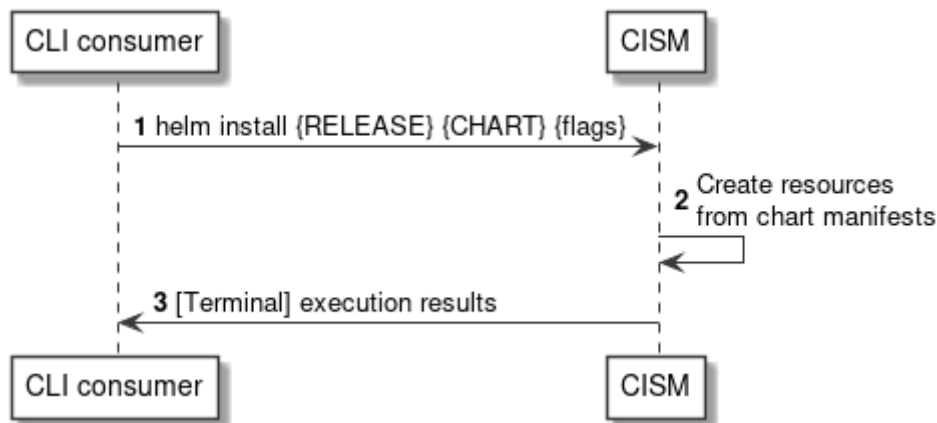 CLI consumer
CISM
1 helm install {RELEASE} {CHART} {flags}
2 Create resources
from chart manifests
3 [Terminal] execution results
CLI consumer
CISM